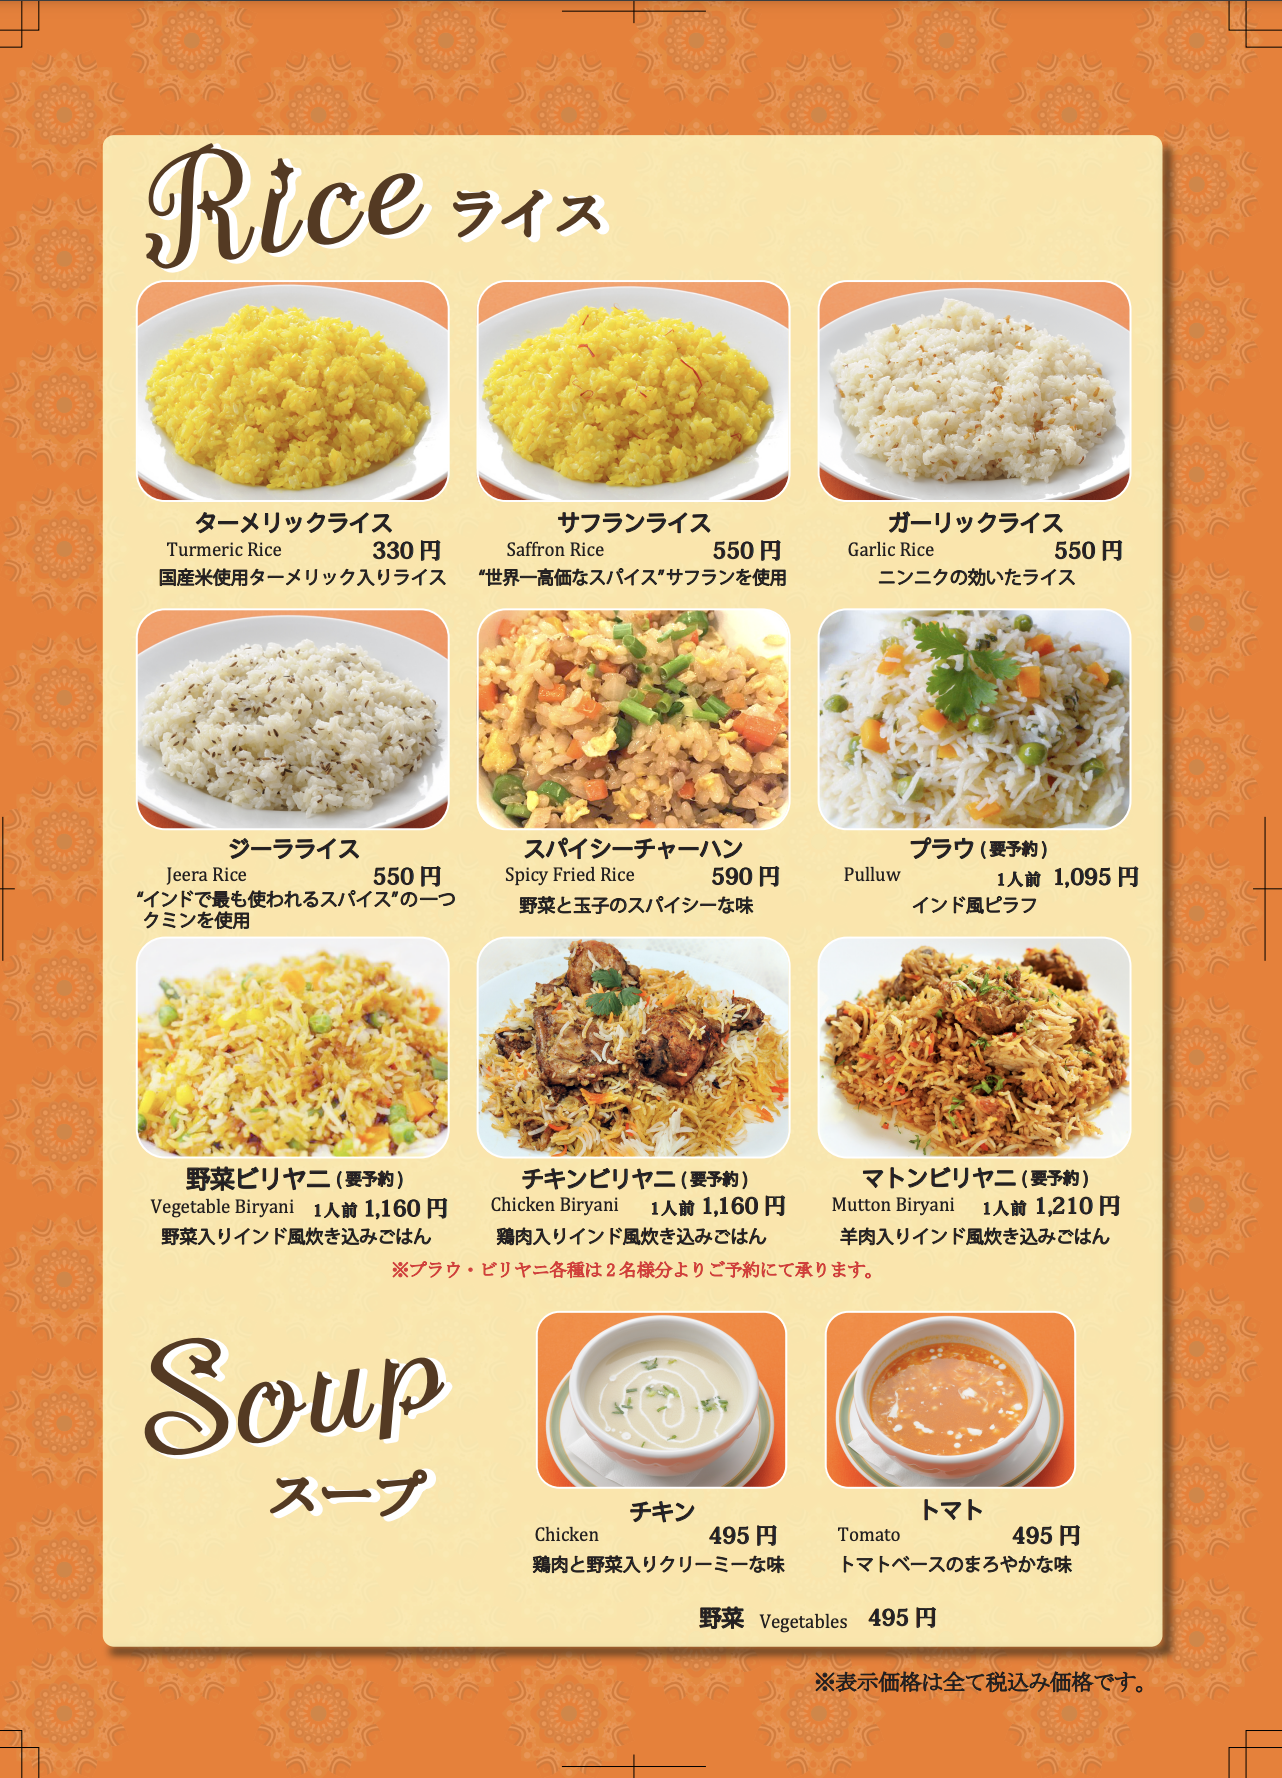 Rice ライス
ターメリックライス
Turmeric Rice 330 円
国産米使用ターメリック入りライス
サフランライス
Saffron Rice 550 円
“世界一高価なスパイス”サフランを使用
ガーリックライス
Garlic Rice 550 円
ニンニクの効いたライス
ジーラライス
Jeera Rice 550 円
“インドで最も使われるスパイス”の一つ
クミンを使用
スパイシーチャーハン
Spicy Fried Rice 590 円
野菜と玉子のスパイシーな味
プラウ ( 要予約 )
Pulluw 1人前 1,095 円
インド風ピラフ
野菜ビリヤニ ( 要予約 )
Vegetable Biryani 1人前 1,160 円
野菜入りインド風炊き込みごはん
チキンビリヤニ ( 要予約 )
Chicken Biryani 1人前 1,160 円
鶏肉入りインド風炊き込みごはん
マトンビリヤニ ( 要予約 )
Mutton Biryani 1人前 1,210 円
羊肉入りインド風炊き込みごはん
※プラウ・ビリヤニ各種は 2 名様分よりご予約にて承ります。
Soup
スープ
チキン
Chicken 495 円
鶏肉と野菜入りクリーミーな味
トマト
Tomato 495 円
トマトベースのまろやかな味
野菜 Vegetables 495 円
※表示価格は全て税込み価格です。